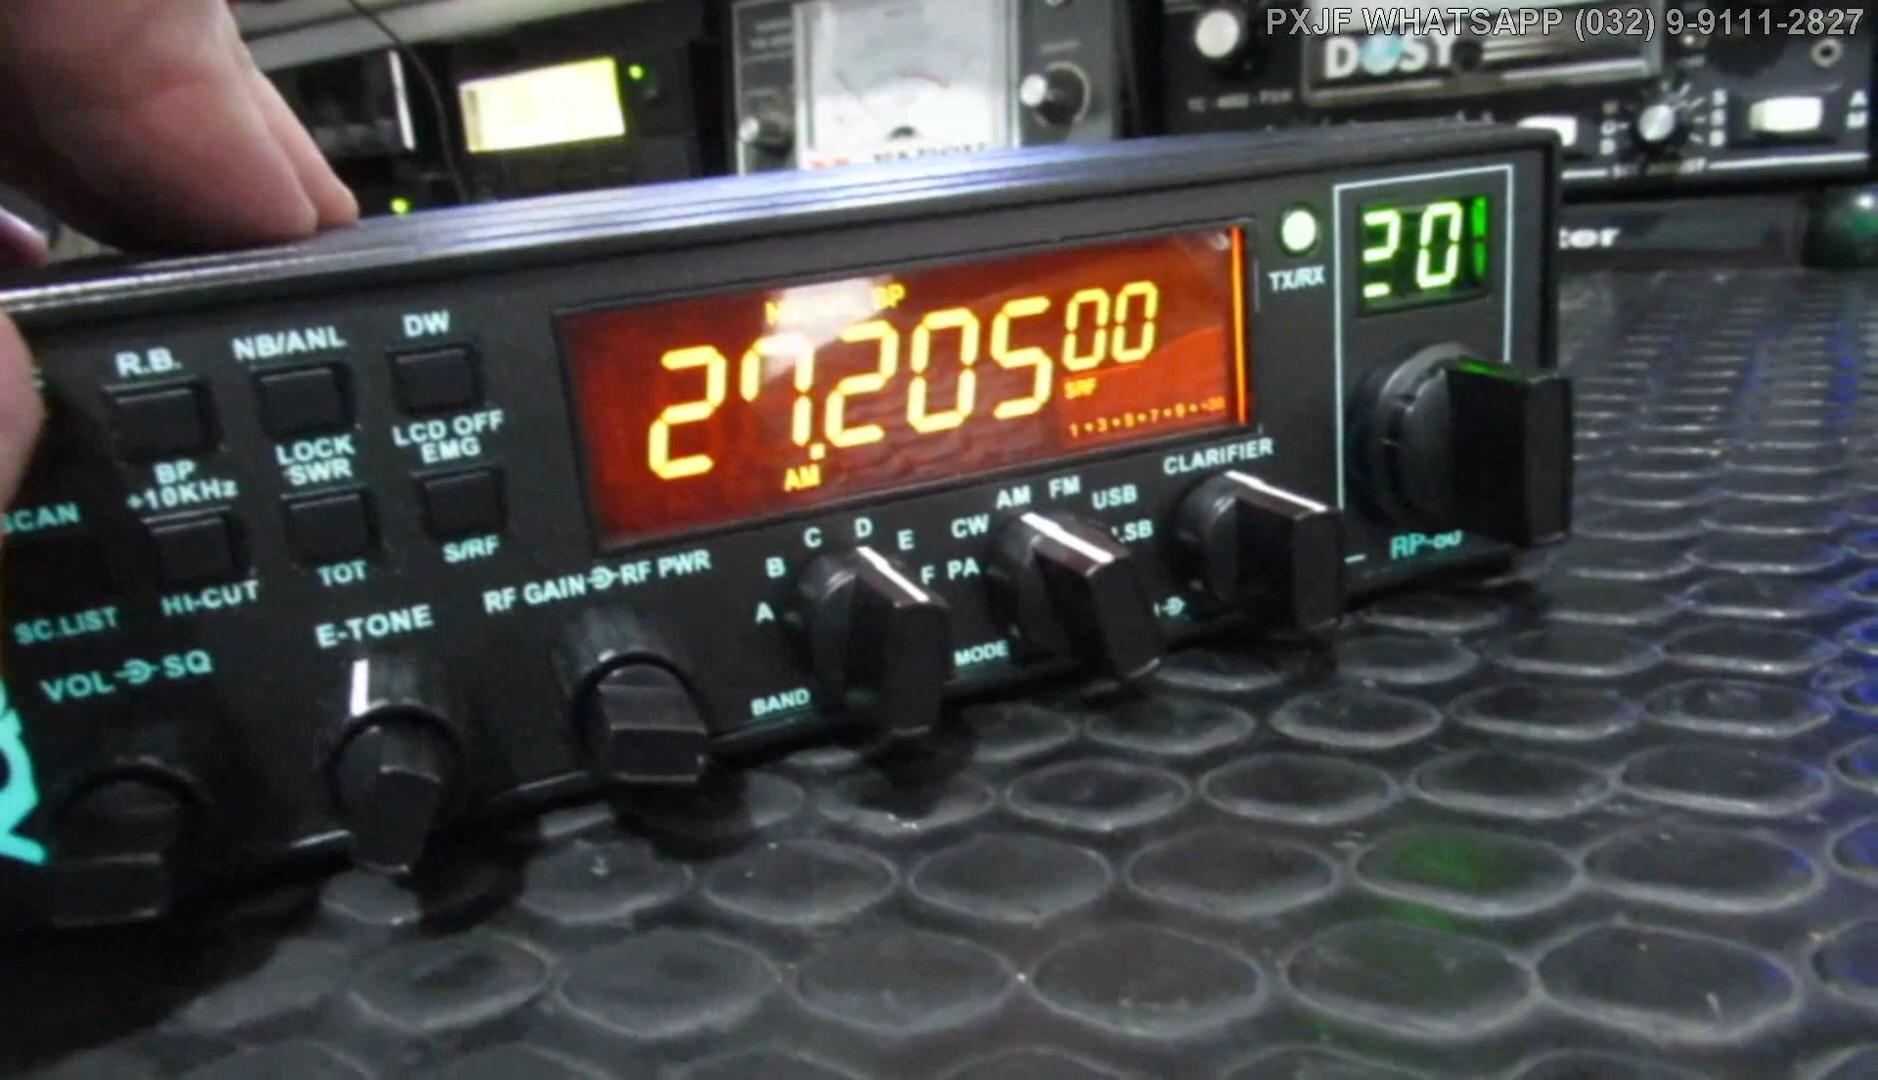 PXJF WHATSAPP (032) 9-9111-2827
DOSY
R.B.
NB/ANL
DW
BP
+10KHz
LOCK
SWR
LCD OFF
EMG
SCAN
SC.LIST
HI-CUT
TOT
S/RF
VOL SQ
E-TONE
RF GAIN RF PWR
27.20500
AM
SRF
1 3 5 7 9 +30
TX/RX
20
A B C D E F
BAND
PA CW AM FM USB LSB
MODE
CLARIFIER